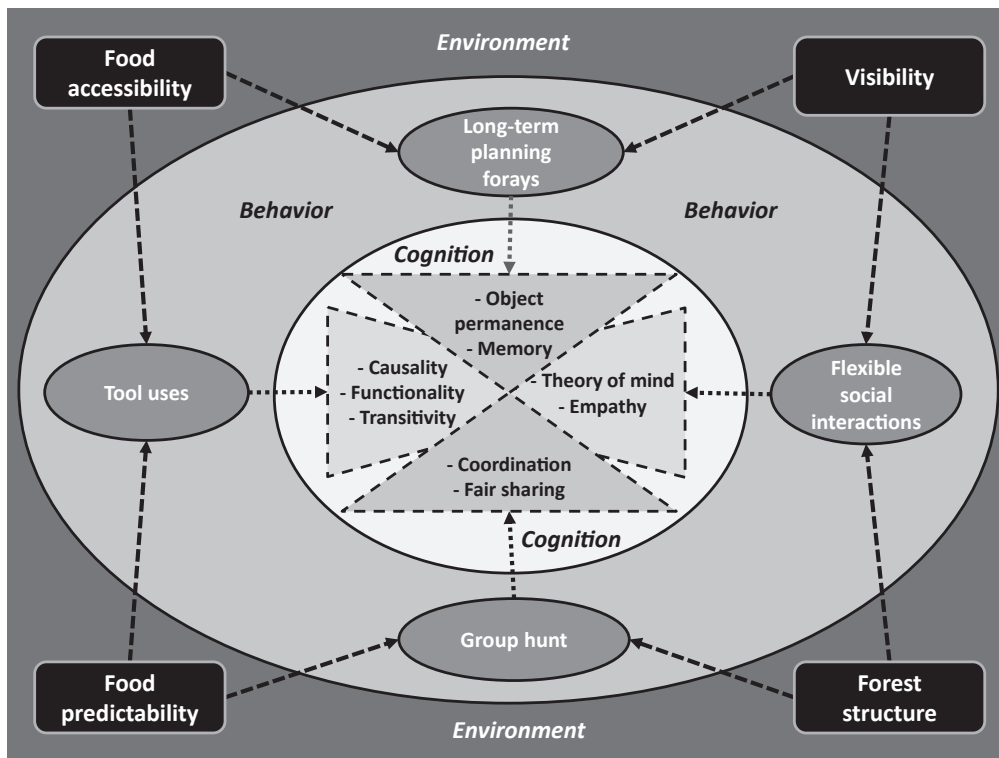 Environment
Food
accessibility
Visibility
Long-term
planning
forays
Behavior
Behavior
Cognition
- Object
permanence
- Memory
- Causality
- Functionality
- Transitivity
- Theory of mind
- Empathy
Tool uses
Flexible
social
interactions
- Coordination
- Fair sharing
Cognition
Group hunt
Food
predictability
Forest
structure
Environment